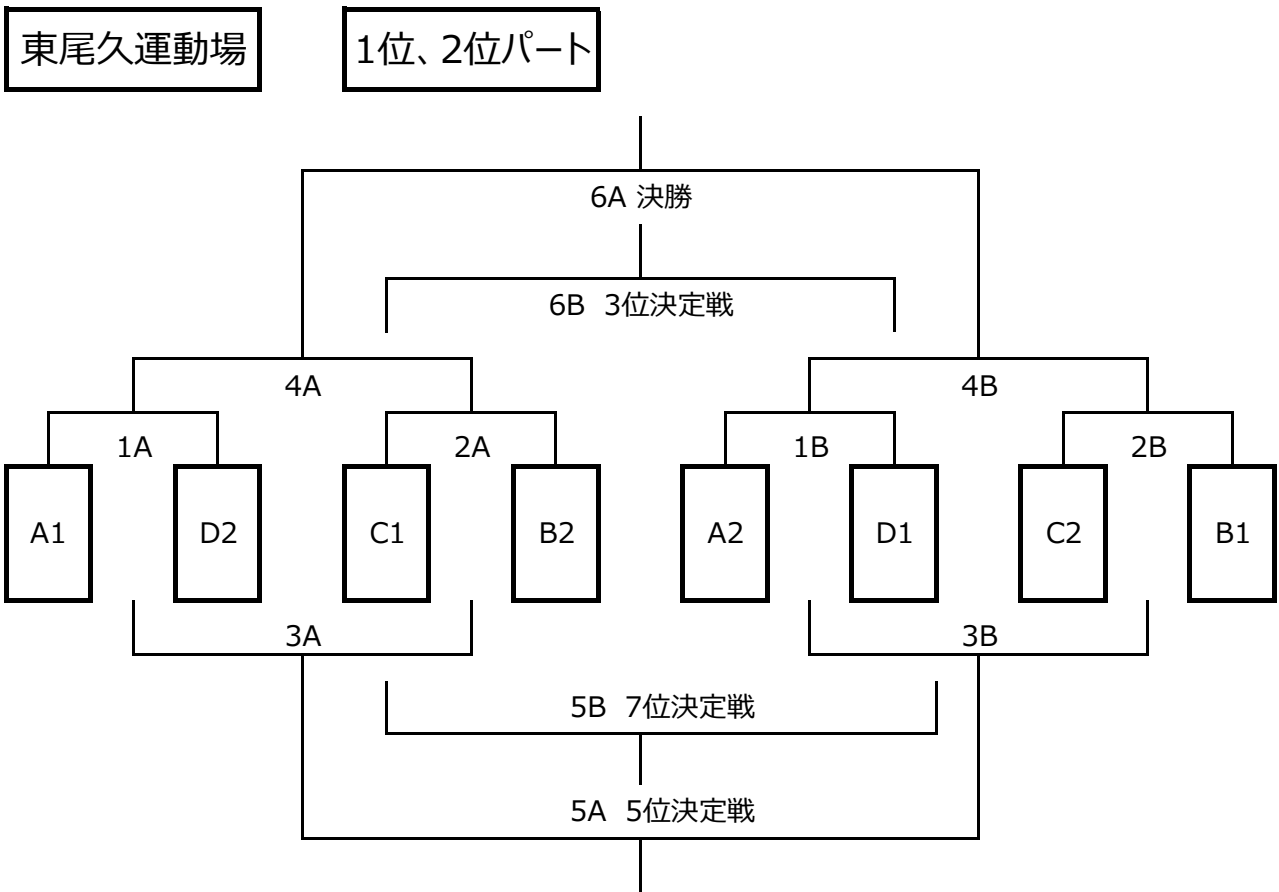 東尾久運動場
1位、2位パート
6A 決勝
6B 3位決定戦
4A
4B
1A
2A
1B
2B
A1
D2
C1
B2
A2
D1
C2
B1
3A
3B
5B 7位決定戦
5A 5位決定戦